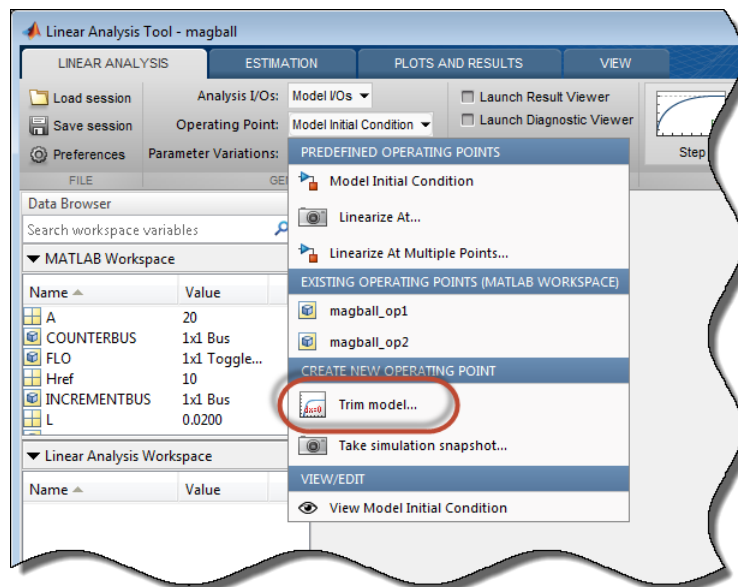 Linear Analysis Tool - magball
LINEAR ANALYSIS ESTIMATION PLOTS AND RESULTS VIEW
Load session
Save session
Preferences
FILE
Analysis I/Os: Model I/Os
Operating Point: Model Initial Condition
Parameter Variations:
GE
Launch Result Viewer
Launch Diagnostic Viewer
Step
PREDEFINED OPERATING POINTS
Model Initial Condition
Linearize At...
Linearize At Multiple Points...
EXISTING OPERATING POINTS (MATLAB WORKSPACE)
magball_op1
magball_op2
CREATE NEW OPERATING POINT
dx=0 Trim model...
Take simulation snapshot...
VIEW/EDIT
View Model Initial Condition
Data Browser
Search workspace variables
MATLAB Workspace
Name Value
A 20
COUNTERBUS 1x1 Bus
FLO 1x1 Toggle...
Href 10
INCREMENTBUS 1x1 Bus
L 0.0200
Linear Analysis Workspace
Name Value